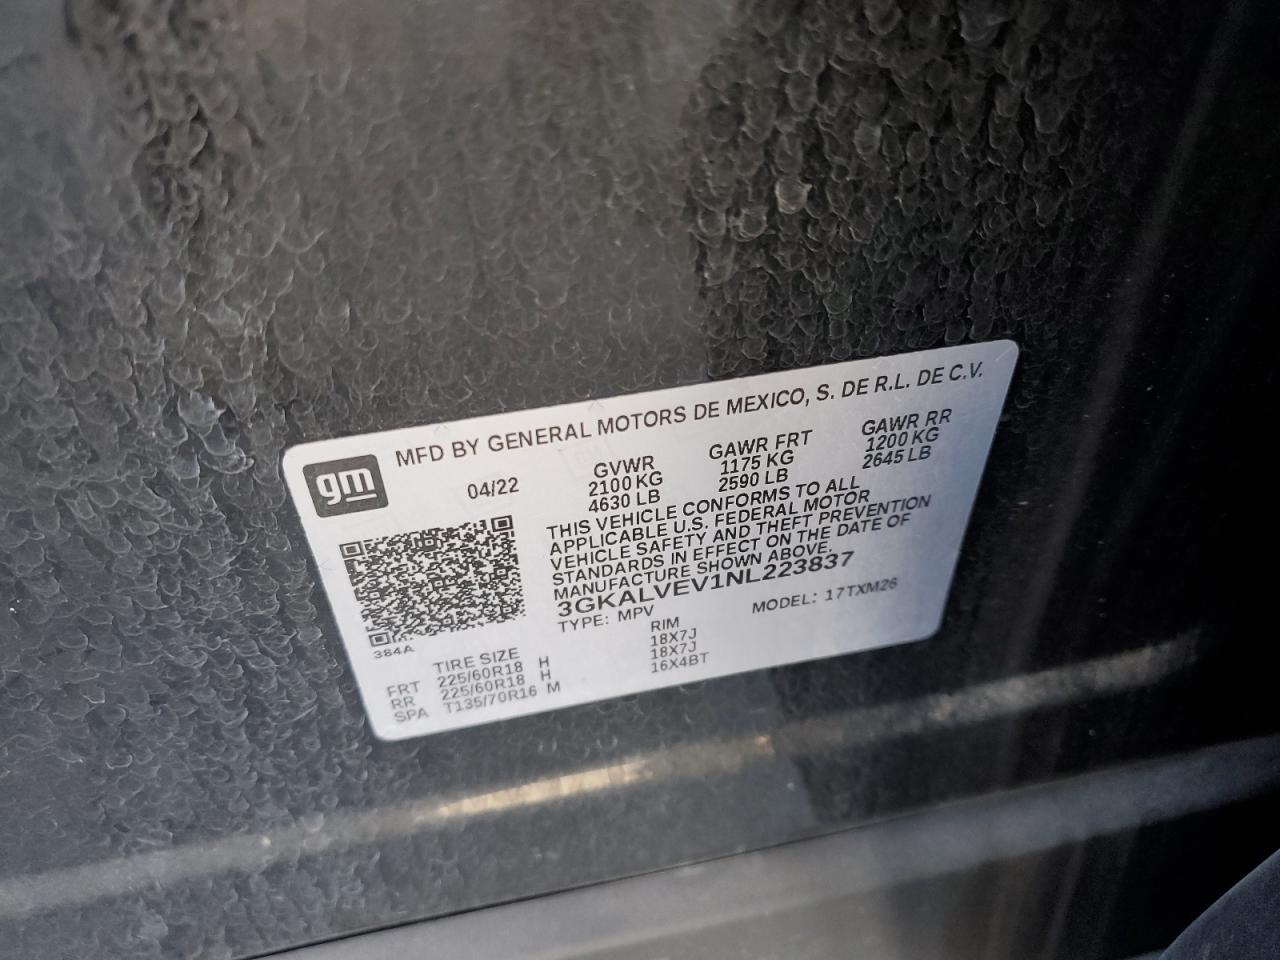 gm
MFD BY GENERAL MOTORS DE MEXICO, S. DE R.L. DE C.V.
04/22
GVWR
2100 KG
4630 LB
GAWR FRT
1175 KG
2590 LB
GAWR RR
1200 KG
2645 LB
THIS VEHICLE CONFORMS TO ALL
APPLICABLE U.S. FEDERAL MOTOR
VEHICLE SAFETY AND THEFT PREVENTION
STANDARDS IN EFFECT ON THE DATE OF
MANUFACTURE SHOWN ABOVE.
3GKALVEV1NL223837
TYPE: MPV
MODEL: 17TXM26
384A
TIRE SIZE RIM
FRT 225/60R18 H 18X7J
RR 225/60R18 H 18X7J
SPA T135/70R16 M 16X4BT